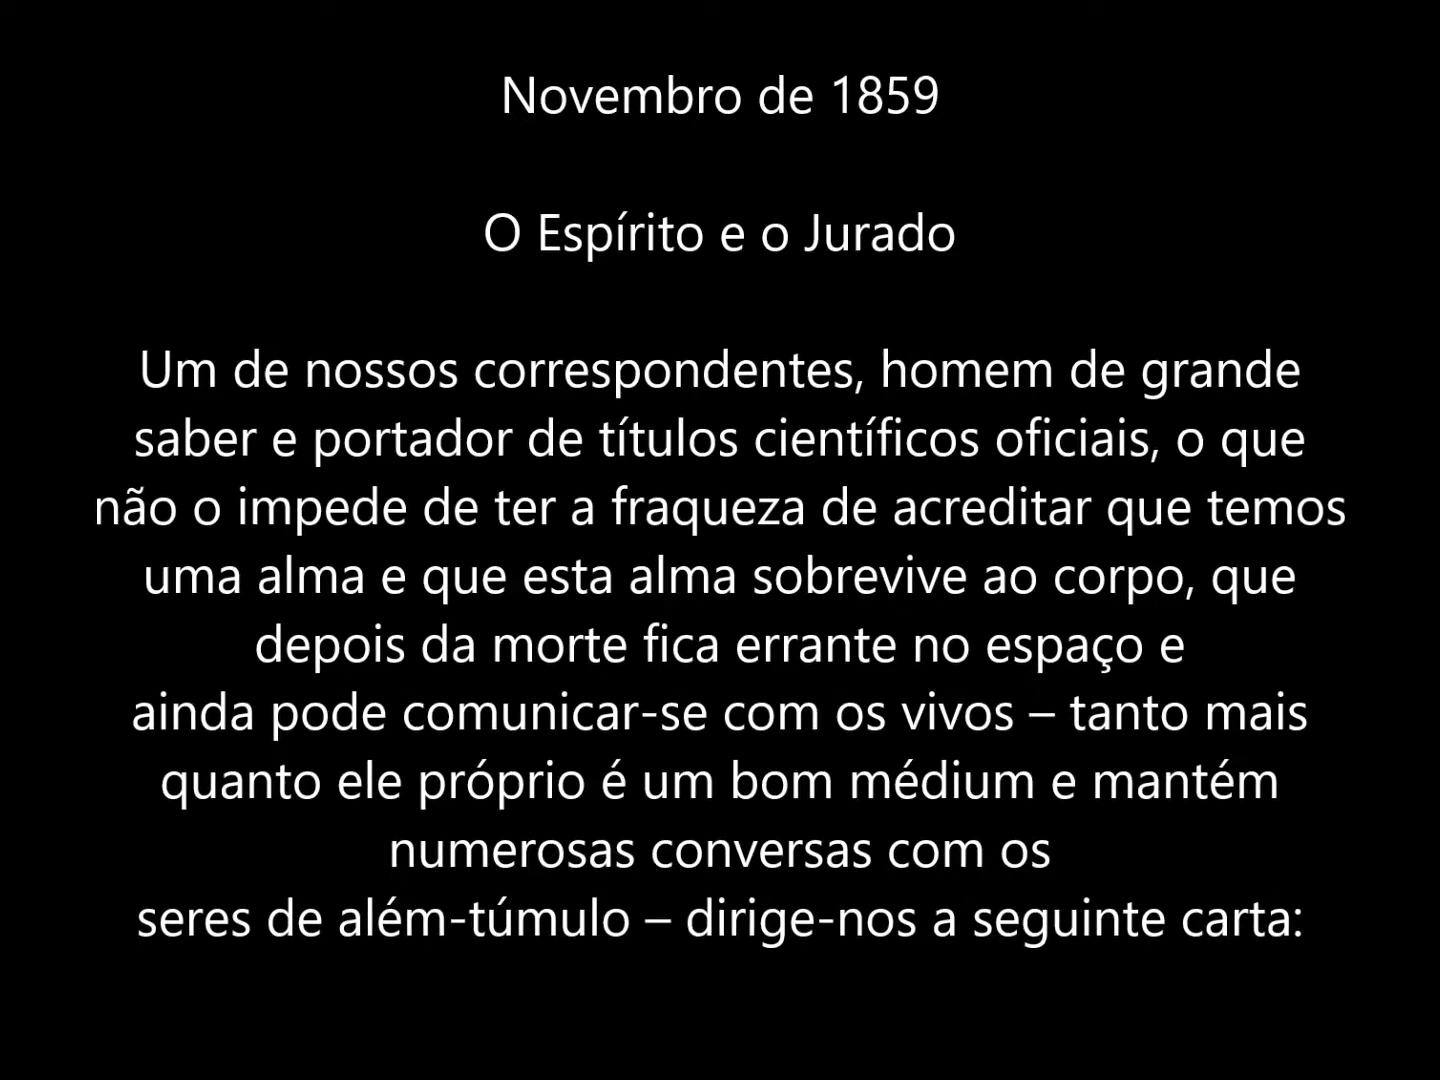 Novembro de 1859
O Espírito e o Jurado
Um de nossos correspondentes, homem de grande
saber e portador de títulos científicos oficiais, o que
não o impede de ter a fraqueza de acreditar que temos
uma alma e que esta alma sobrevive ao corpo, que
depois da morte fica errante no espaço e
ainda pode comunicar-se com os vivos – tanto mais
quanto ele próprio é um bom médium e mantém
numerosas conversas com os
seres de além-túmulo – dirige-nos a seguinte carta: